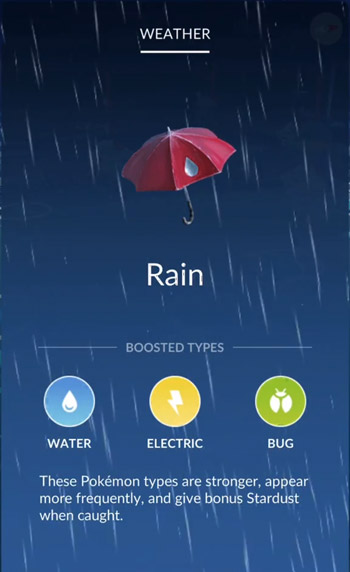 WEATHER
Rain
BOOSTED TYPES
WATER ELECTRIC BUG
These Pokémon types are stronger, appear
more frequently, and give bonus Stardust
when caught.